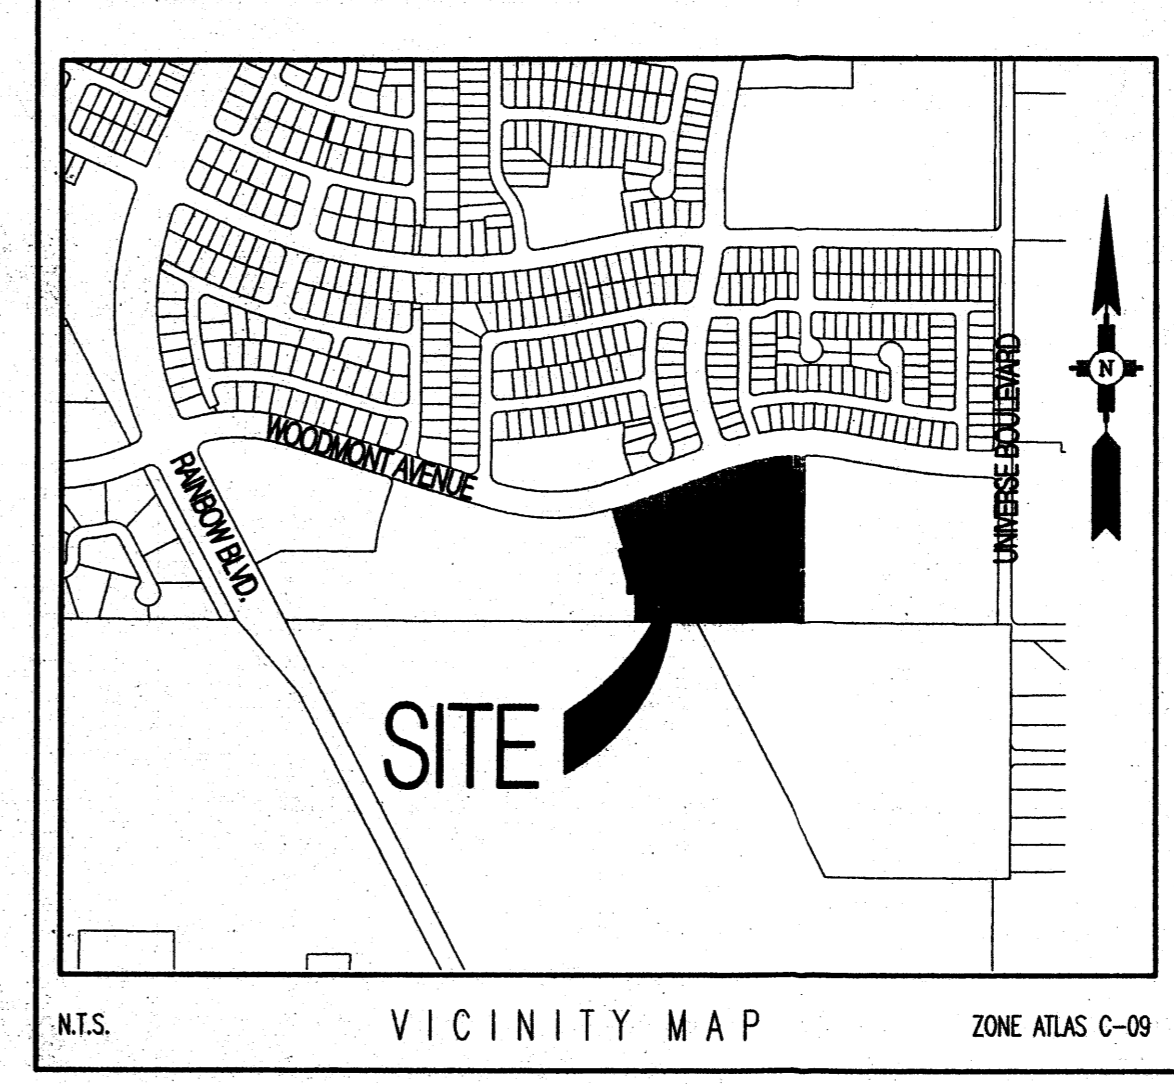 N
UNIVERSE BOULEVARD
WOODMONT AVENUE
RAINBOW BLVD.
SITE
N.T.S.
VICINITY MAP
ZONE ATLAS C-09